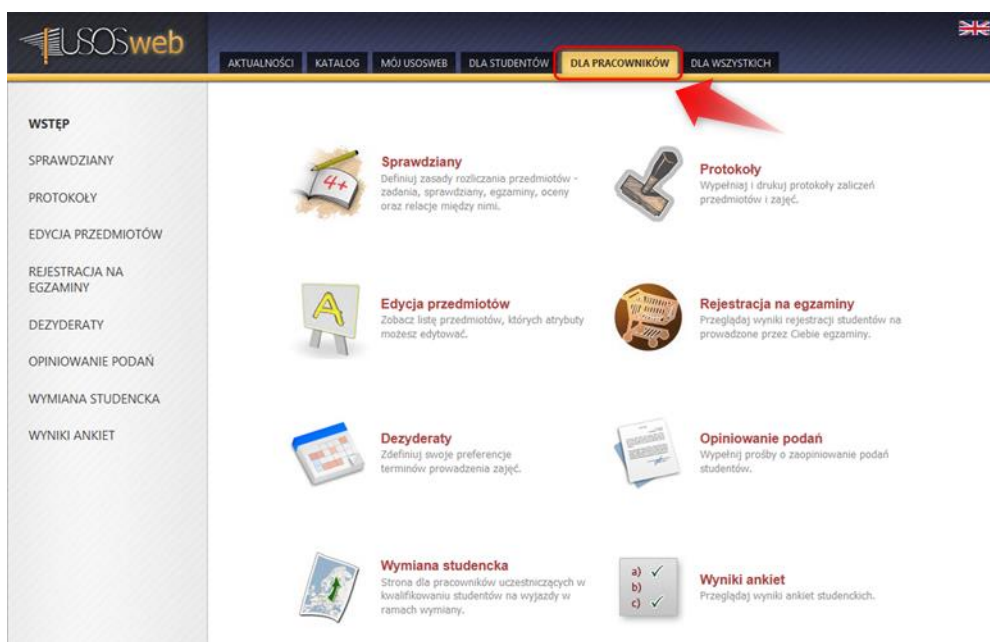 USOSweb
AKTUALNOŚCI KATALOG MÓJ USOSWEB DLA STUDENTÓW DLA PRACOWNIKÓW DLA WSZYSTKICH
WSTĘP
SPRAWDZIANY
PROTOKOŁY
EDYCJA PRZEDMIOTÓW
REJESTRACJA NA
EGZAMINY
DEZYDERATY
OPINIOWANIE PODAŃ
WYMIANA STUDENCKA
WYNIKI ANKIET
4+
Sprawdziany
Definiuj zasady rozliczania przedmiotów -
zadania, sprawdziany, egzaminy, oceny
oraz relacje między nimi.
Protokoły
Wypełniaj i drukuj protokoły zaliczeń
przedmiotów i zajęć.
A
Edycja przedmiotów
Zobacz listę przedmiotów, których atrybuty
możesz edytować.
Rejestracja na egzaminy
Przeglądaj wyniki rejestracji studentów na
prowadzone przez Ciebie egzaminy.
Dezyderaty
Zdefiniuj swoje preferencje
terminów prowadzenia zajęć.
Opiniowanie podań
Wypełnij prośby o zaopiniowanie podań
studentów.
Wymiana studencka
Strona dla pracowników uczestniczących w
kwalifikowaniu studentów na wyjazdy w
ramach wymiany.
a) ✓
b)
c) ✓
Wyniki ankiet
Przeglądaj wyniki ankiet studenckich.